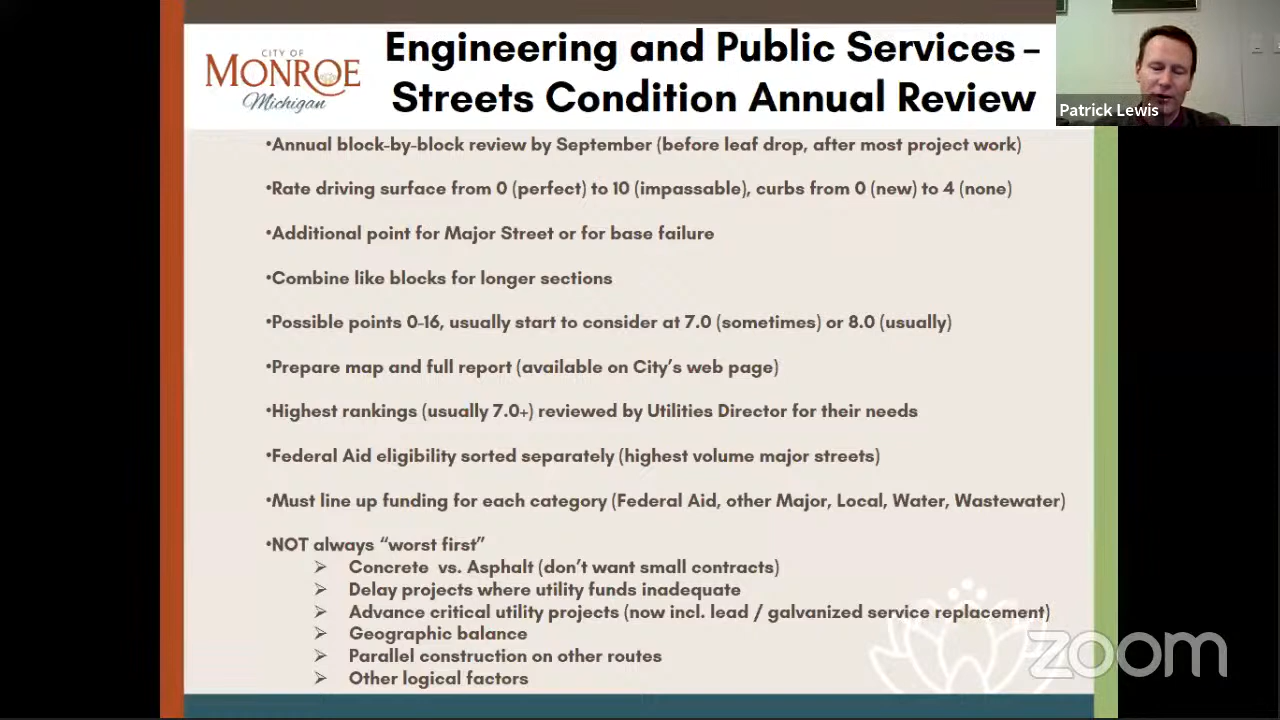 CITY OF
MONROE
Michigan
Engineering and Public Services –
Streets Condition Annual Review
Patrick Lewis
•Annual block-by-block review by September (before leaf drop, after most project work)
•Rate driving surface from 0 (perfect) to 10 (impassable), curbs from 0 (new) to 4 (none)
•Additional point for Major Street or for base failure
•Combine like blocks for longer sections
•Possible points 0-16, usually start to consider at 7.0 (sometimes) or 8.0 (usually)
•Prepare map and full report (available on City’s web page)
•Highest rankings (usually 7.0+) reviewed by Utilities Director for their needs
•Federal Aid eligibility sorted separately (highest volume major streets)
•Must line up funding for each category (Federal Aid, other Major, Local, Water, Wastewater)
•NOT always “worst first”
➢ Concrete vs. Asphalt (don’t want small contracts)
➢ Delay projects where utility funds inadequate
➢ Advance critical utility projects (now incl. lead / galvanized service replacement)
➢ Geographic balance
➢ Parallel construction on other routes
➢ Other logical factors
zoom